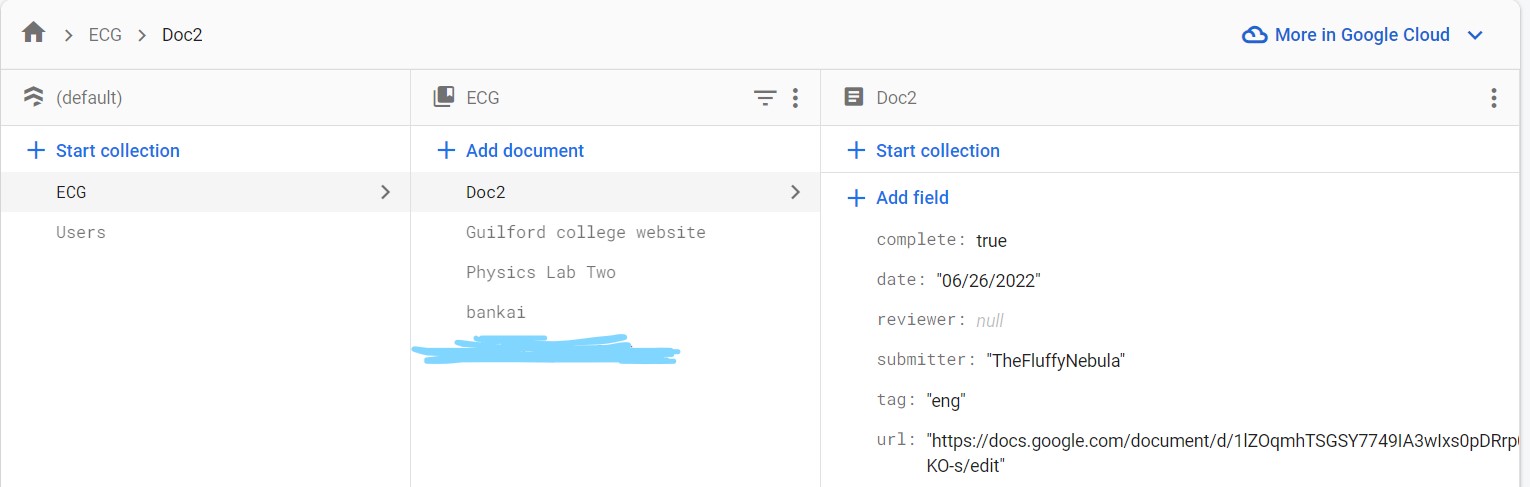 ECG Doc2
More in Google Cloud
(default)
ECG
Doc2
Start collection
Add document
Start collection
ECG
Doc2
Add field
Users
Guilford college website
complete: true
Physics Lab Two
date: "06/26/2022"
bankai
reviewer: null
submitter: "TheFluffyNebula"
tag: "eng"
url: "https://docs.google.com/document/d/1lZOqmhTSGSY7749IA3wIxs0pDRrp
KO-s/edit"